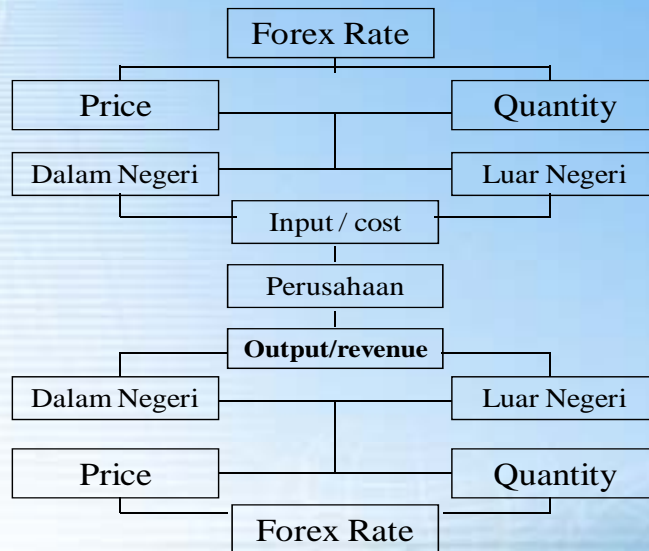 Forex Rate
Price
Quantity
Dalam Negeri
Luar Negeri
Input / cost
Perusahaan
Output/revenue
Dalam Negeri
Luar Negeri
Price
Quantity
Forex Rate